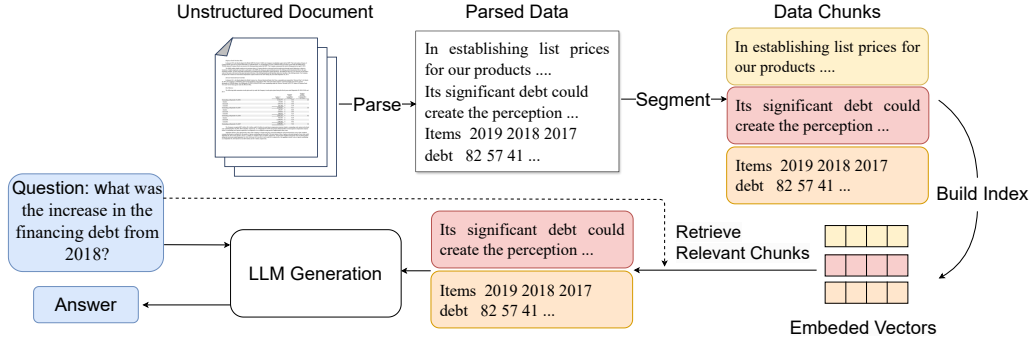 Unstructured Document
Parsed Data
Data Chunks
In establishing list prices
for our products ....
Its significant debt could
create the perception ...
Items 2019 2018 2017
debt 82 57 41 ...
Parse
Segment
In establishing list prices for
our products ....
Its significant debt could
create the perception ...
Items 2019 2018 2017
debt 82 57 41 ...
Build Index
Question: what was
the increase in the
financing debt from
2018?
LLM Generation
Its significant debt could
create the perception ...
Items 2019 2018 2017
debt 82 57 41 ...
Retrieve
Relevant Chunks
Answer
Embeded Vectors